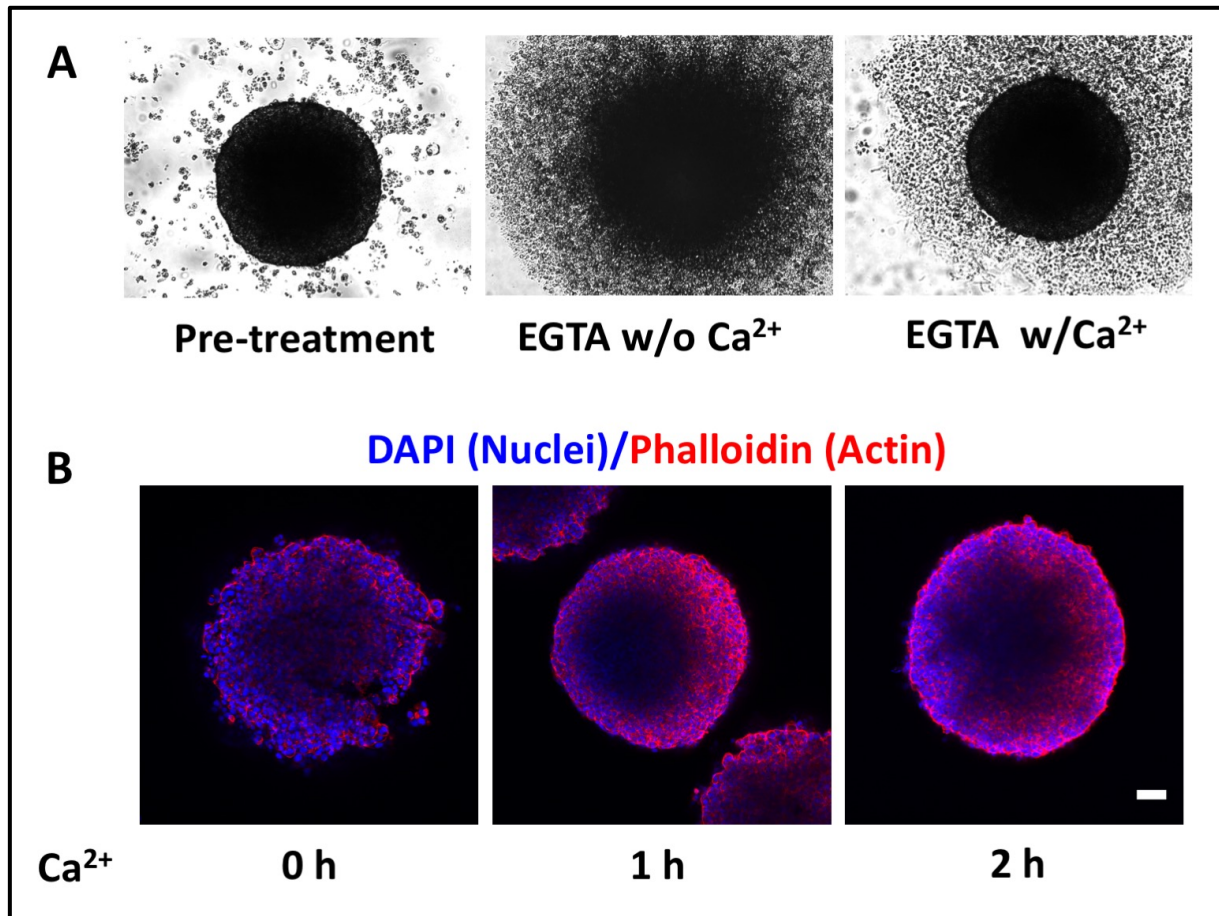 A
Pre-treatment
EGTA w/o Ca²⁺
EGTA w/Ca²⁺
DAPI (Nuclei)/Phalloidin (Actin)
B
Ca²⁺
0 h
1 h
2 h